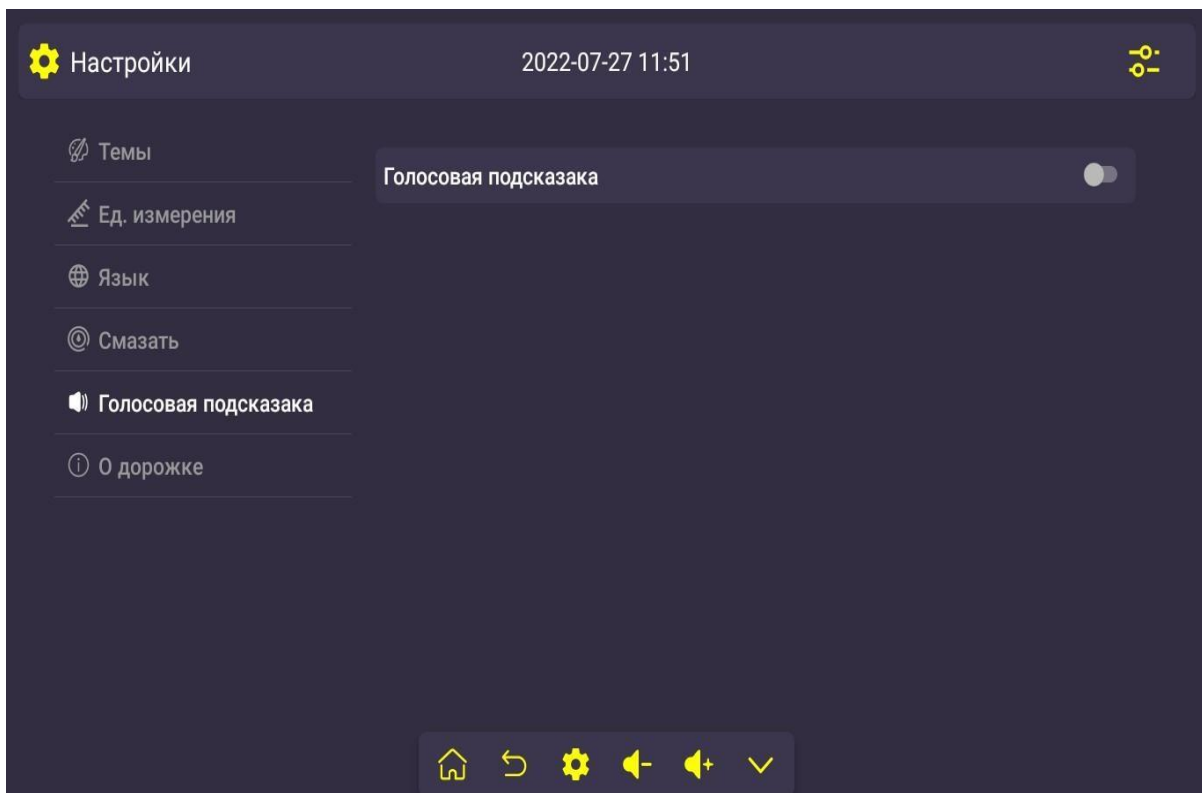 Настройки
2022-07-27 11:51
Темы
Ед. измерения
Язык
Смазать
Голосовая подсказака
О дорожке
Голосовая подсказака